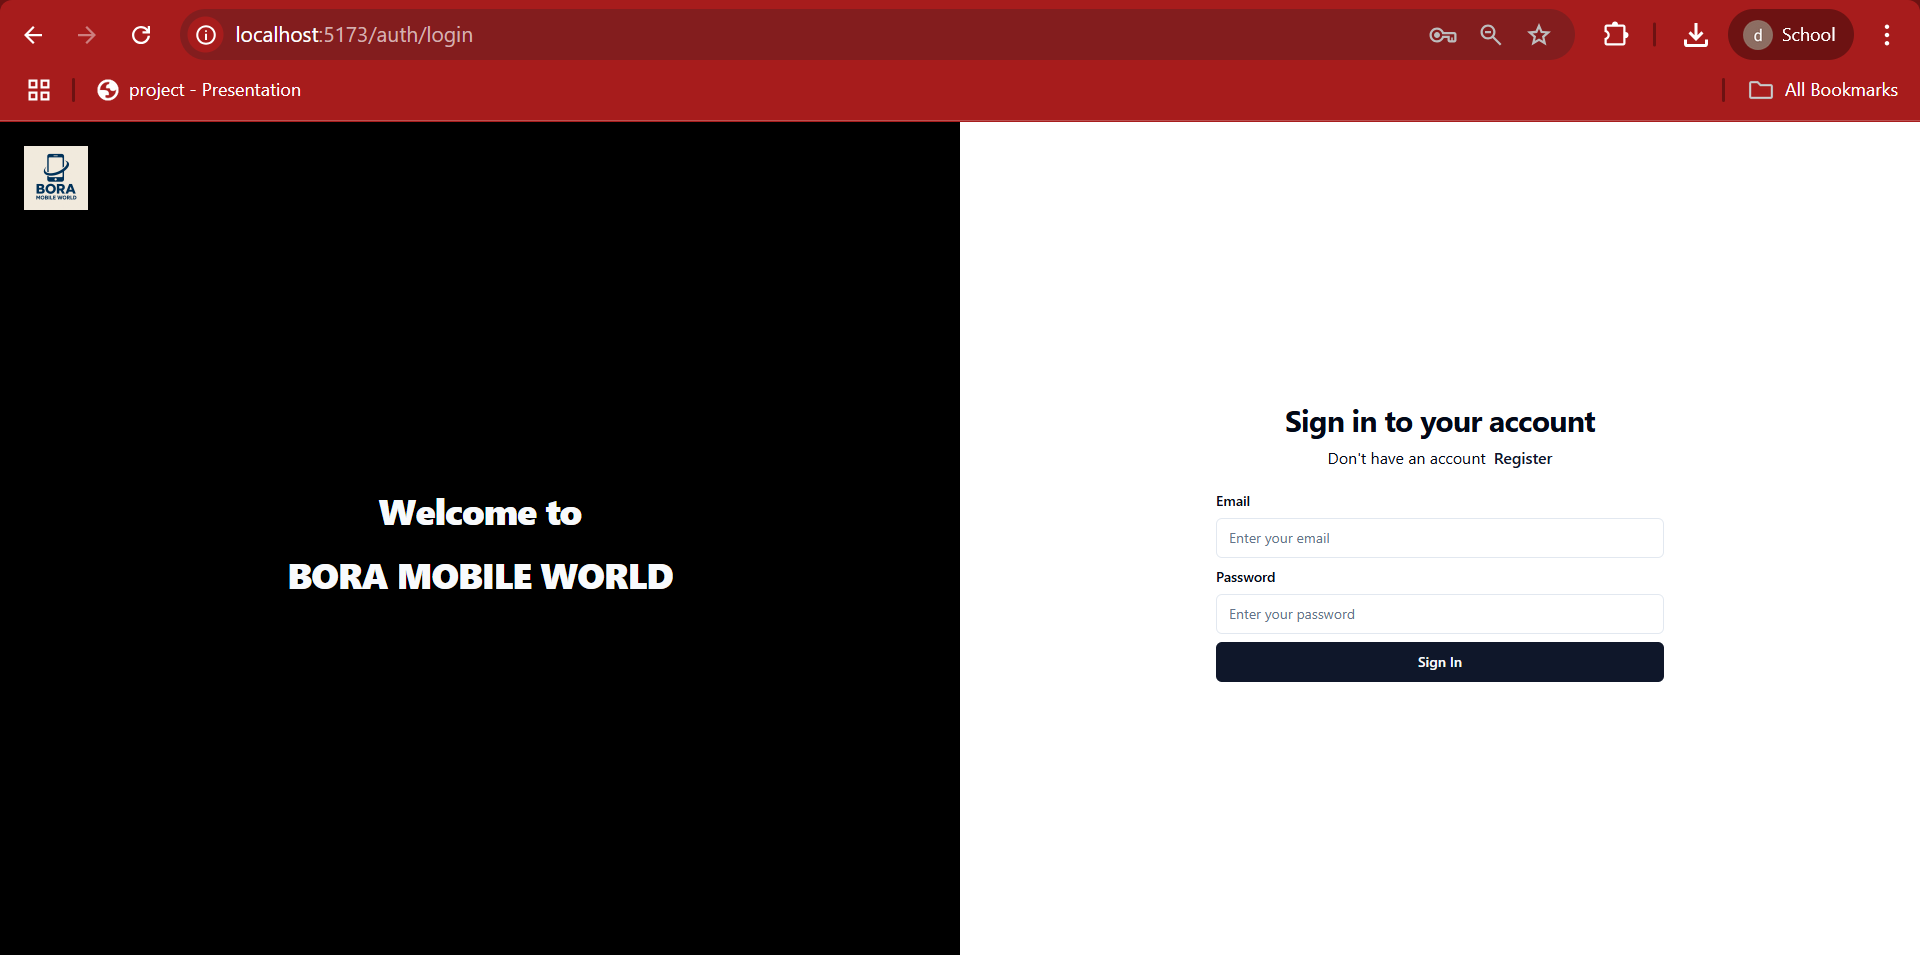 localhost:5173/auth/login
d School
project - Presentation
All Bookmarks
BORA
MOBILE WORLD
Welcome to
BORA MOBILE WORLD
Sign in to your account
Don't have an account Register
Email
Enter your email
Password
Enter your password
Sign In